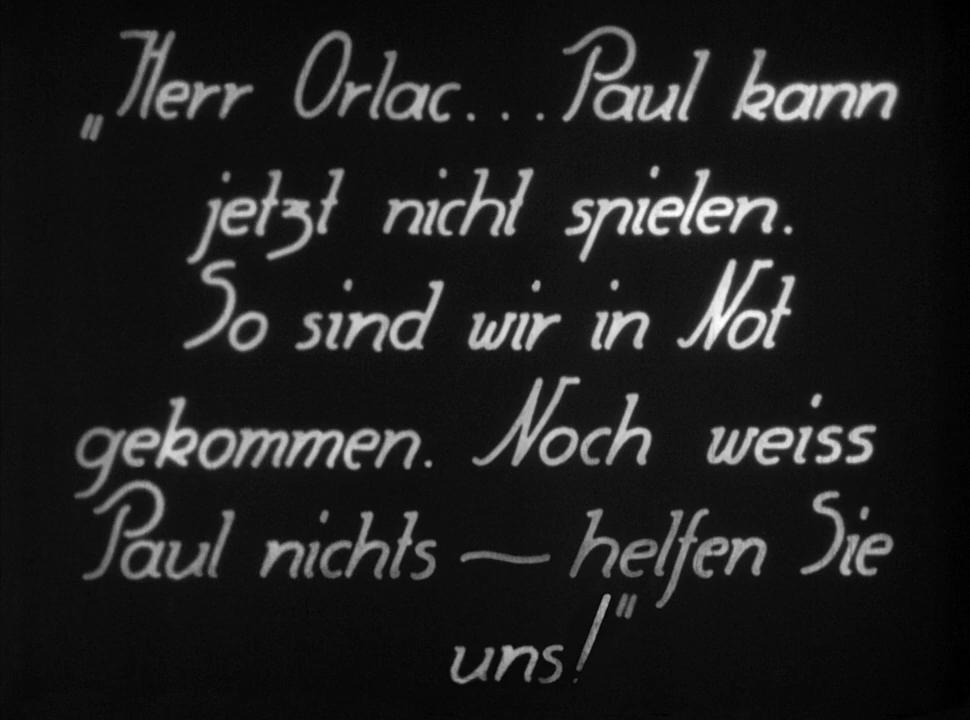 „Herr Orlac... Paul kann
jetzt nicht spielen.
So sind wir in Not
gekommen. Noch weiss
Paul nichts — helfen Sie
uns!"